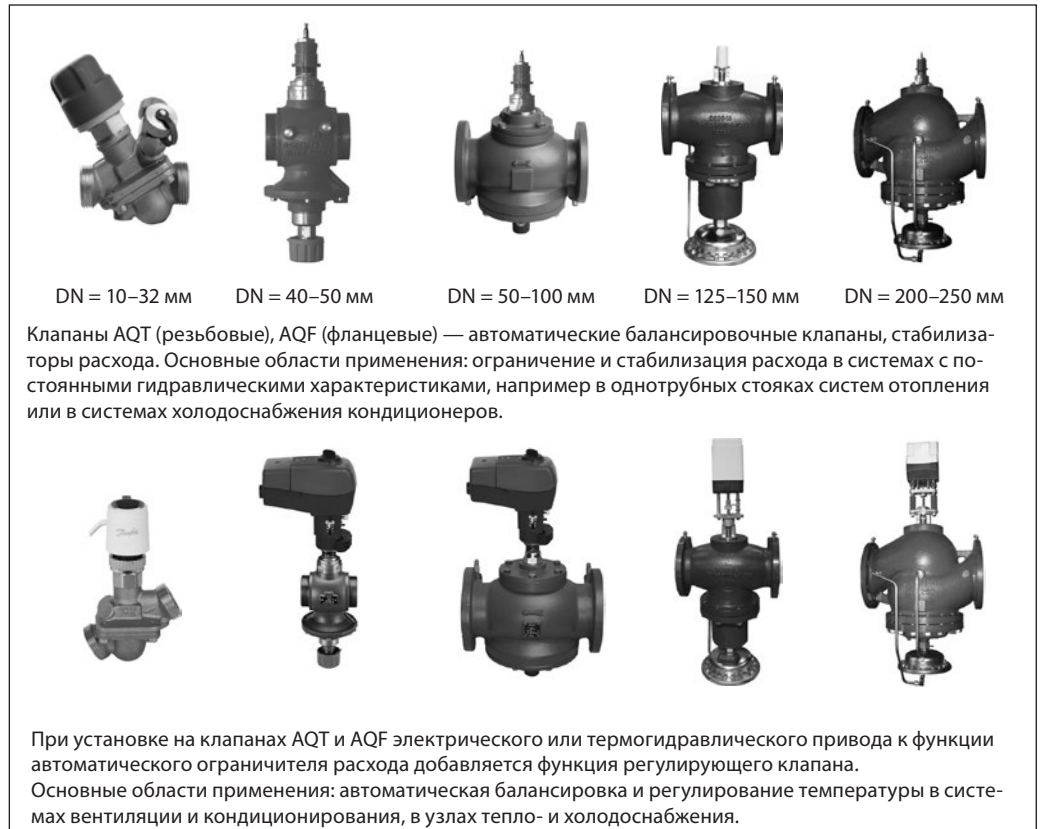 DN = 10–32 мм DN = 40–50 мм DN = 50–100 мм DN = 125–150 мм DN = 200–250 мм
Клапаны AQT (резьбовые), AQF (фланцевые) — автоматические балансировочные клапаны, стабилиза-
торы расхода. Основные области применения: ограничение и стабилизация расхода в системах с по-
стоянными гидравлическими характеристиками, например в однотрубных стояках систем отопления
или в системах холодоснабжения кондиционеров.
Danfoss
При установке на клапанах AQT и AQF электрического или термогидравлического привода к функции
автоматического ограничителя расхода добавляется функция регулирующего клапана.
Основные области применения: автоматическая балансировка и регулирование температуры в систе-
мах вентиляции и кондиционирования, в узлах тепло- и холодоснабжения.